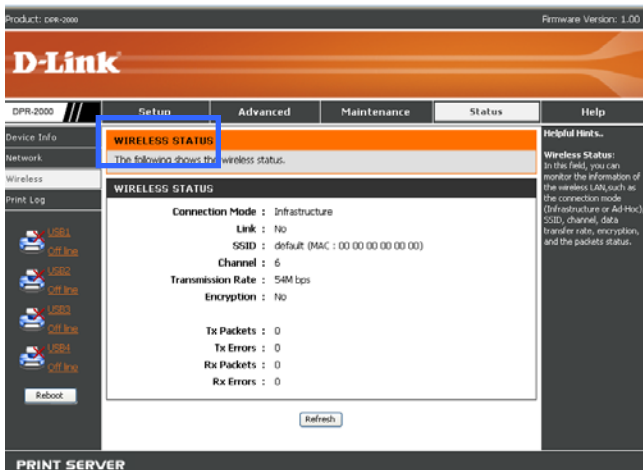 Product: DPR-2000 Firmware Version: 1.00
D-Link
DPR-2000 Setup Advanced Maintenance Status Help
Device Info
Network
Wireless
Print Log
USB1
Off line
USB2
Off line
USB3
Off line
USB4
Off line
Reboot
WIRELESS STATUS
The following shows the wireless status.
WIRELESS STATUS
Connection Mode : Infrastructure
Link : No
SSID : default (MAC : 00 00 00 00 00 00)
Channel : 6
Transmission Rate : 54M bps
Encryption : No
Tx Packets : 0
Tx Errors : 0
Rx Packets : 0
Rx Errors : 0
Refresh
Helpful Hints..
Wireless Status:
In this field, you can
monitor the information of
the wireless LAN,such as
the connection mode
(Infrastructure or Ad-Hoc)
SSID, channel, data
transfer rate, encryption,
and the packets status.
PRINT SERVER